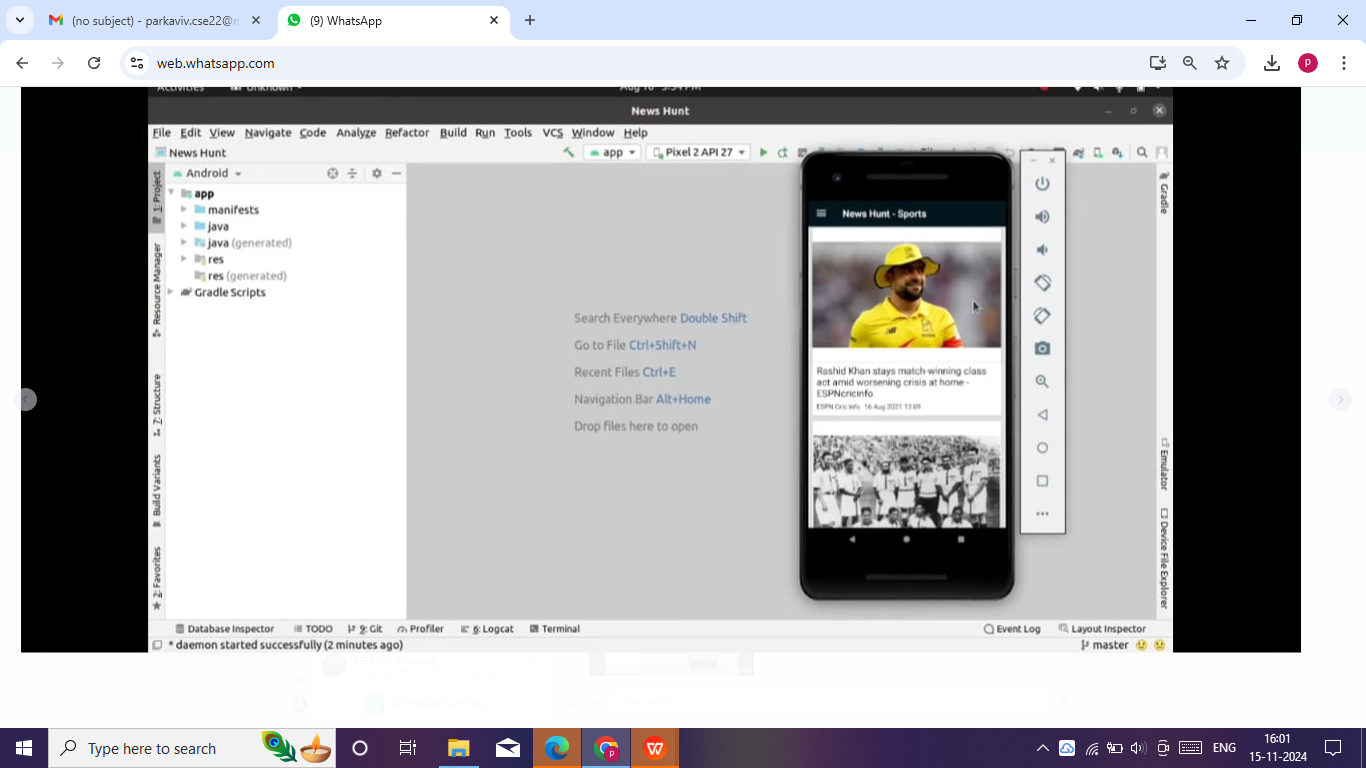 (no subject) - parkaviv.cse22@n
(9) WhatsApp
web.whatsapp.com
p
Activities
Unknown
News Hunt
File Edit View Navigate Code Analyze Refactor Build Run Tools VCS Window Help
News Hunt
app
Pixel 2 API 27
Android
app
manifests
java
java (generated)
res
res (generated)
Gradle Scripts
1: Project
Resource Manager
7: Structure
Build Variants
2: Favorites
Search Everywhere Double Shift
Go to File Ctrl+Shift+N
Recent Files Ctrl+E
Navigation Bar Alt+Home
Drop files here to open
News Hunt - Sports
Rashid Khan stays match-winning class
act amid worsening crisis at home -
ESPNcricinfo
ESPN Cric Info 16 Aug 2021 13:09
Gradle
Emulator
Device File Explorer
Database Inspector
TODO
9: Git
Profiler
6: Logcat
Terminal
Event Log
Layout Inspector
* daemon started successfully (2 minutes ago)
master
Type here to search
p
W
ENG
16:01
15-11-2024